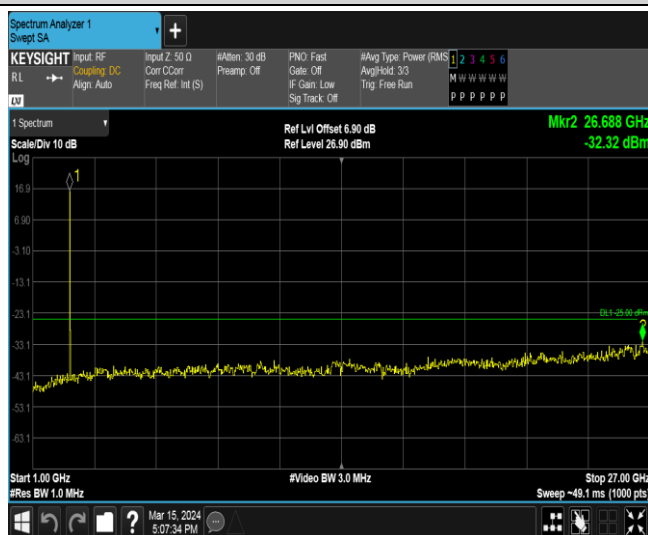 Spectrum Analyzer 1
Swept SA
+
KEYSIGHT Input: RF
RL Coupling: DC
Align: Auto
LXI
Input Z: 50 Ω
Corr CCorr
Freq Ref: Int (S)
#Atten: 30 dB
Preamp: Off
PNO: Fast
Gate: Off
IF Gain: Low
Sig Track: Off
#Avg Type: Power (RMS
Avg|Hold: 3/3
Trig: Free Run
1 2 3 4 5 6
M W W W W W
P P P P P P
1 Spectrum
Scale/Div 10 dB
Log
Ref Lvl Offset 6.90 dB
Ref Level 26.90 dBm
Mkr2 26.688 GHz
-32.32 dBm
1
16.9
6.90
-3.10
-13.1
-23.1
DL1 -25.00 dBm
-33.1
-43.1
-53.1
-63.1
Start 1.00 GHz
#Res BW 1.0 MHz
#Video BW 3.0 MHz
Stop 27.00 GHz
Sweep ~49.1 ms (1000 pts)
?
Mar 15, 2024
5:07:34 PM